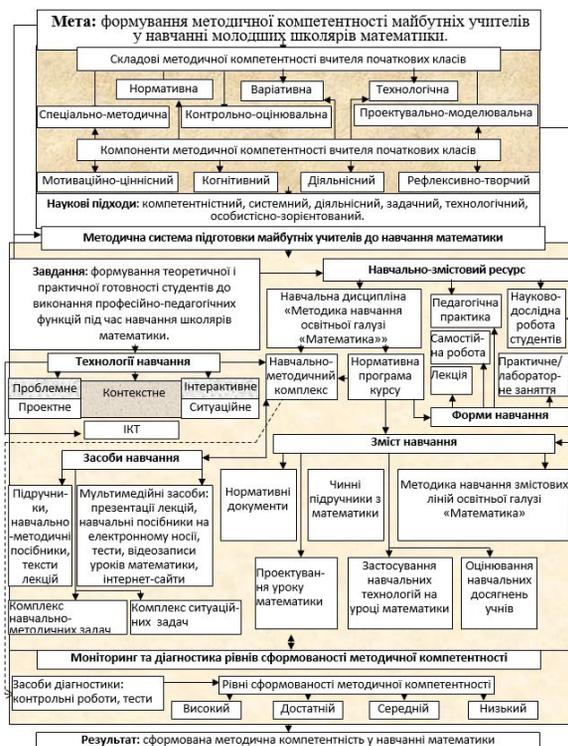 Мета: формування методичної компетентності майбутніх учителів
у навчанні молодших школярів математики.
Складові методичної компетентності вчителя початкових класів
Нормативна
Варіативна
Технологічна
Спеціально-методична
Контрольно-оцінювальна
Проектувально-моделювальна
Компоненти методичної компетентності вчителя початкових класів
Мотиваційно-ціннісний
Когнітивний
Діяльнісний
Рефлексивно-творчий
Наукові підходи: компетентністний, системний, діяльнісний, задачний, технологічний,
особистісно-зорієнтований.
Методична система підготовки майбутніх учителів до навчання математики
Завдання: формування теоретичної і
практичної готовності студентів до
виконання професійно-педагогічних
функцій під час навчання школярів
математики.
Навчально-змістовий ресурс
Навчальна дисципліна
«Методика навчання
освітньої галузі
«Математика»»
Педагогічна
практика
Науково-
дослідна
робота
студентів
Самостій-
на робота
Лекція
Практичне/
лаборатор-
не заняття
Технології навчання
Проблемне
Контекстне
Інтерактивне
Проектне
Ситуаційне
ІКТ
Навчально-
методичний
комплекс
Нормативна
програма
курсу
Форми навчання
Зміст навчання
Засоби навчання
Підручни-
ки, навчально
-методичні
посібники,
тексти
лекцій
Мультимедійні засоби:
презентації лекцій,
навчальні посібники на
електронному носії,
тести, відеозаписи
уроків математики,
інтернет-сайти
Нормативні
документи
Чинні
підручники з
математики
Методика навчання змістових
ліній освітньої галузі
«Математика»
Проектуван-
ня уроку
математики
Застосування
навчальних
технологій на
уроці математики
Оцінювання
навчальних
досягнень
учнів
Комплекс
навчально-
методичних задач
Комплекс ситуацій-
них задач
Моніторинг та діагностика рівнів сформованості методичної компетентності
Засоби діагностики:
контрольні роботи, тести
Рівні сформованості методичної компетентності
Високий
Достатній
Середній
Низький
Результат: сформована методична компетентність у навчанні математики